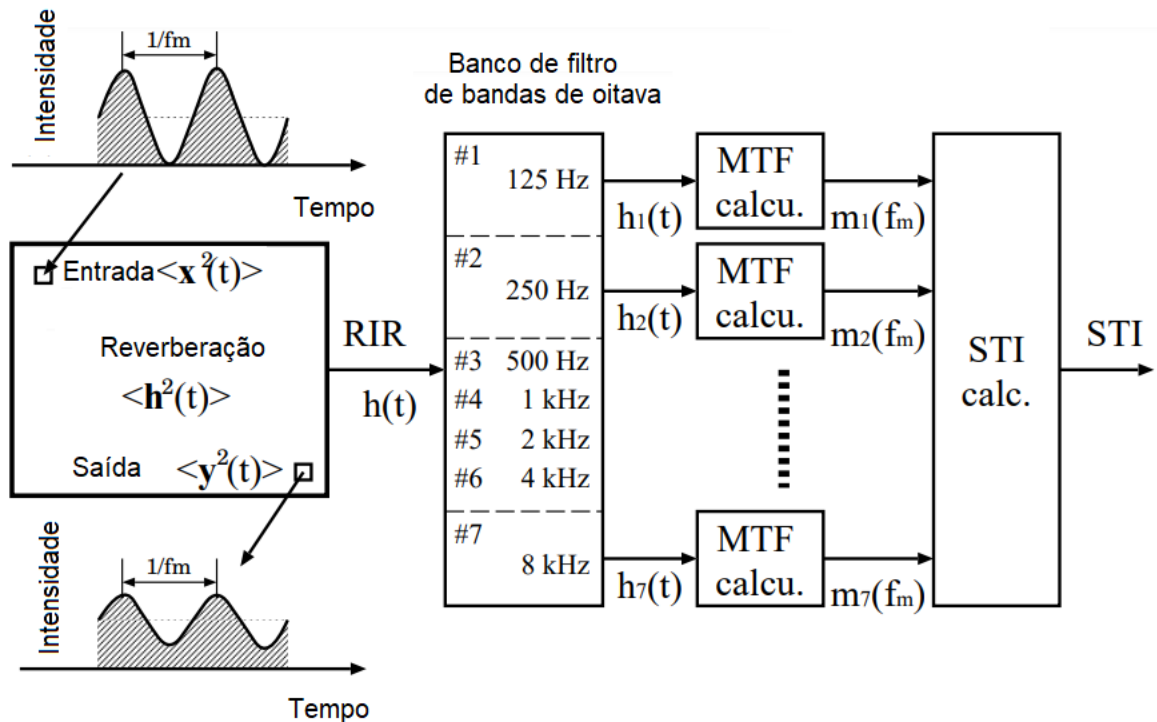 Intensidade
1/fm
Tempo
Entrada <x²(t)>
Reverberação
<h²(t)>
Saída <y²(t)>
Intensidade
1/fm
Tempo
RIR
h(t)
Banco de filtro
de bandas de oitava
#1
125 Hz
#2
250 Hz
#3 500 Hz
#4 1 kHz
#5 2 kHz
#6 4 kHz
#7
8 kHz
h₁(t)
MTF
calcu.
m₁(fₘ)
h₂(t)
MTF
calcu.
m₂(fₘ)
h₇(t)
MTF
calcu.
m₇(fₘ)
STI
calc.
STI